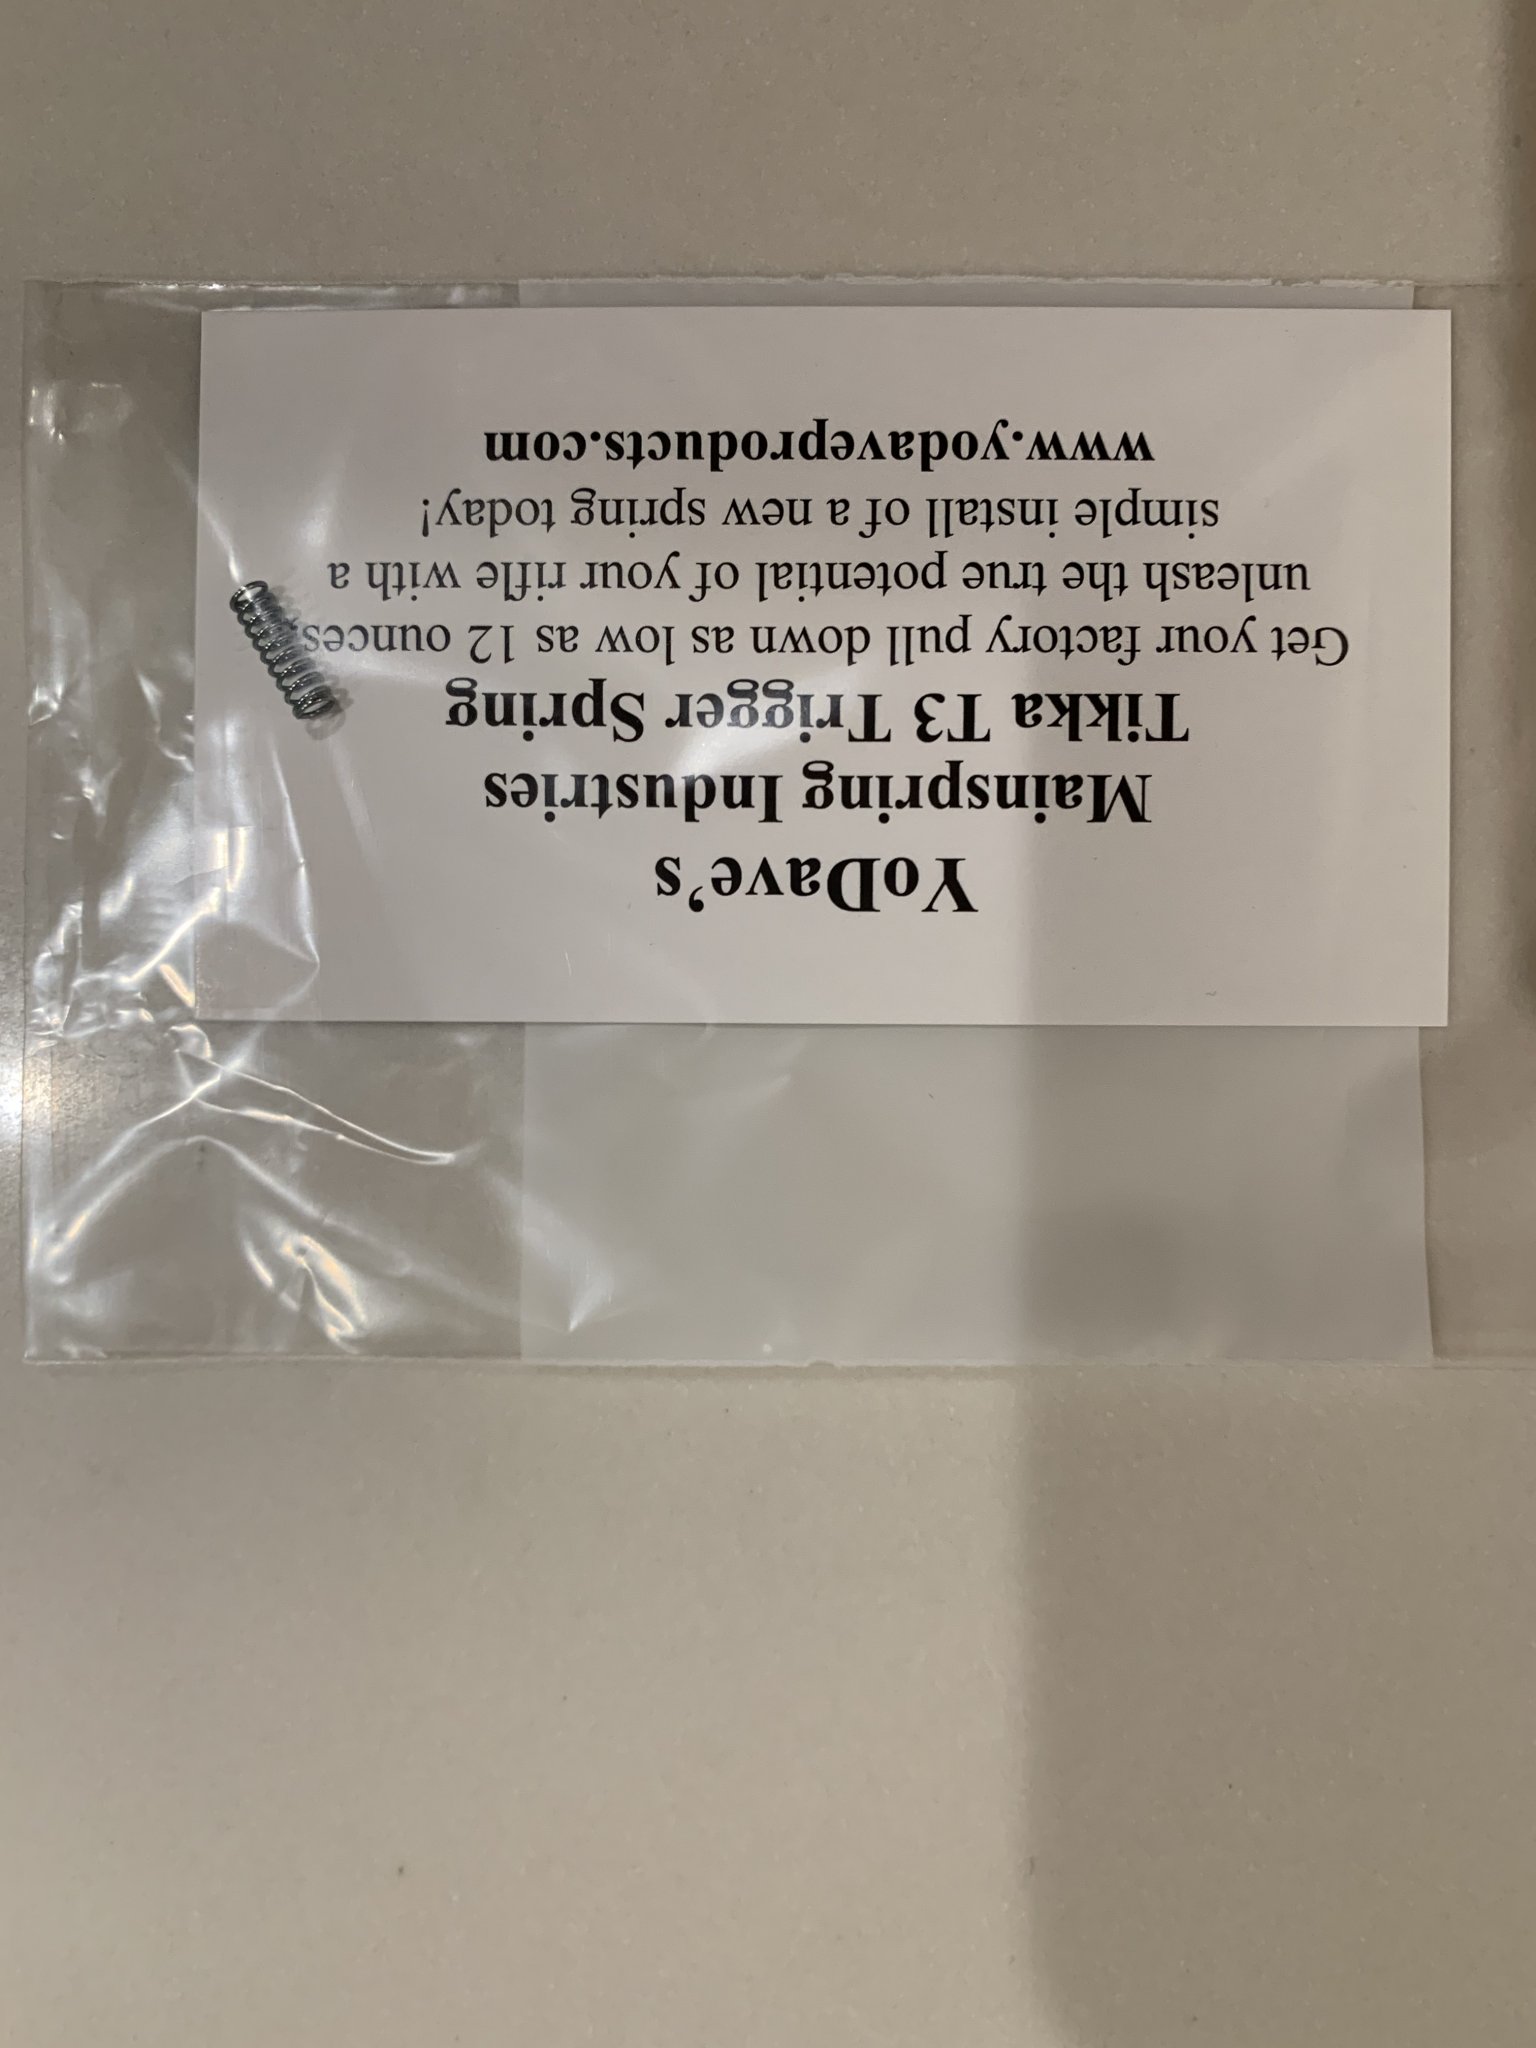 YoDave's
Mainspring Industries
Tikka T3 Trigger Spring
Get your factory pull down as low as 12 ounces,
unleash the true potential of your rifle with a
simple install of a new spring today!
www.yodaveproducts.com